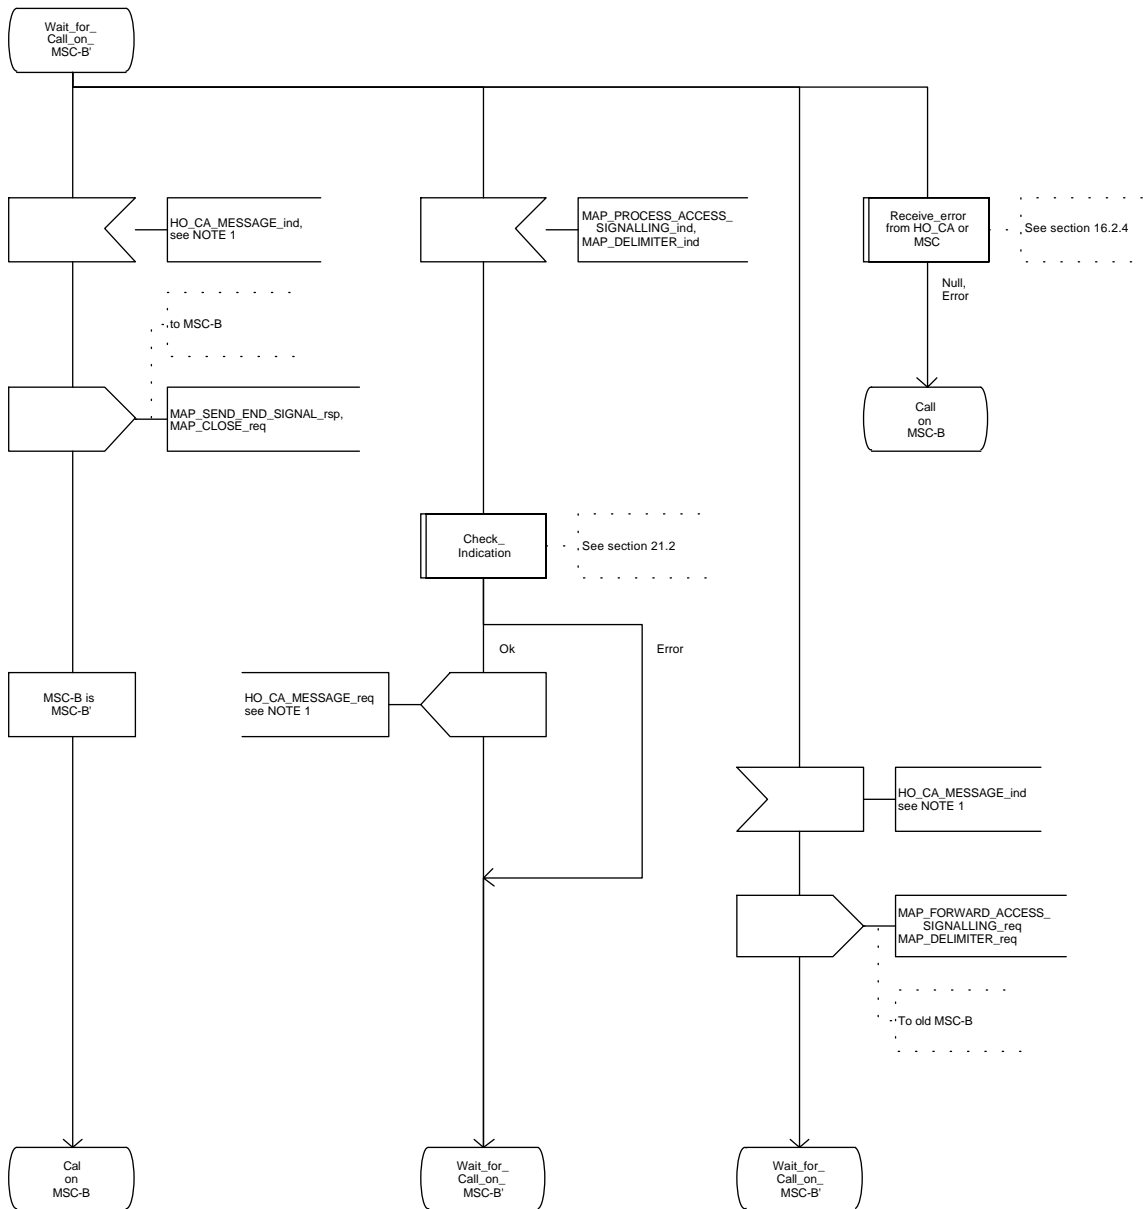 Wait_for_
Call_on_
MSC-B'
HO_CA_MESSAGE_ind,
see NOTE 1
MAP_PROCESS_ACCESS_
SIGNALLING_ind,
MAP_DELIMITER_ind
Receive_error
from HO_CA or
MSC
See section 16.2.4
Null,
Error
to MSC-B
MAP_SEND_END_SIGNAL_rsp,
MAP_CLOSE_req
Call
on
MSC-B
Check_
Indication
See section 21.2
Ok
Error
MSC-B is
MSC-B'
HO_CA_MESSAGE_req
see NOTE 1
HO_CA_MESSAGE_ind
see NOTE 1
MAP_FORWARD_ACCESS_
SIGNALLING_req
MAP_DELIMITER_req
To old MSC-B
Cal
on
MSC-B
Wait_for_
Call_on_
MSC-B'
Wait_for_
Call_on_
MSC-B'